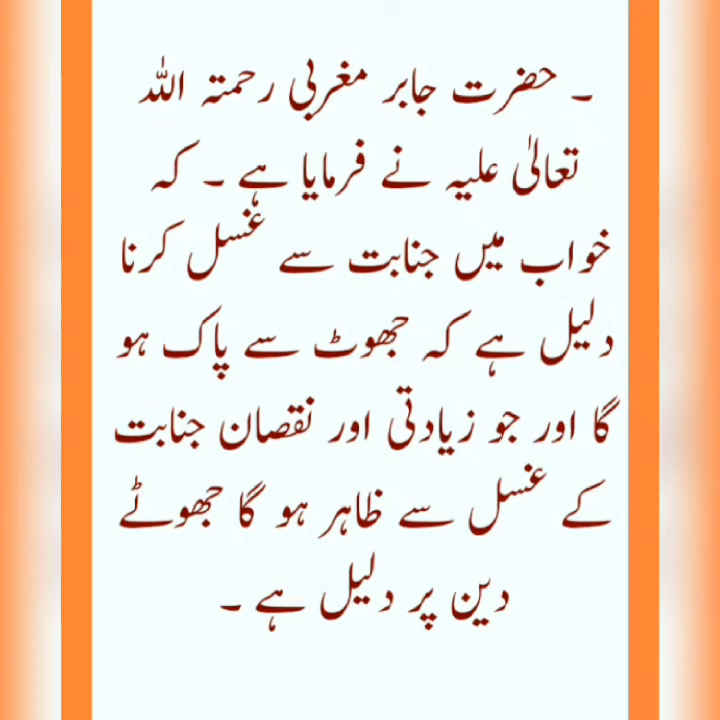 ۔ حضرت جابر مغربی رحمتہ اللہ
تعالیٰ علیہ نے فرمایا ہے ۔ کہ
خواب میں جنابت سے غسل کرنا
دلیل ہے کہ جھوٹ سے پاک ہو
گا اور جو زیادتی اور نقصان جنابت
کے غسل سے ظاہر ہو گا جھوٹے
دین پر دلیل ہے ۔